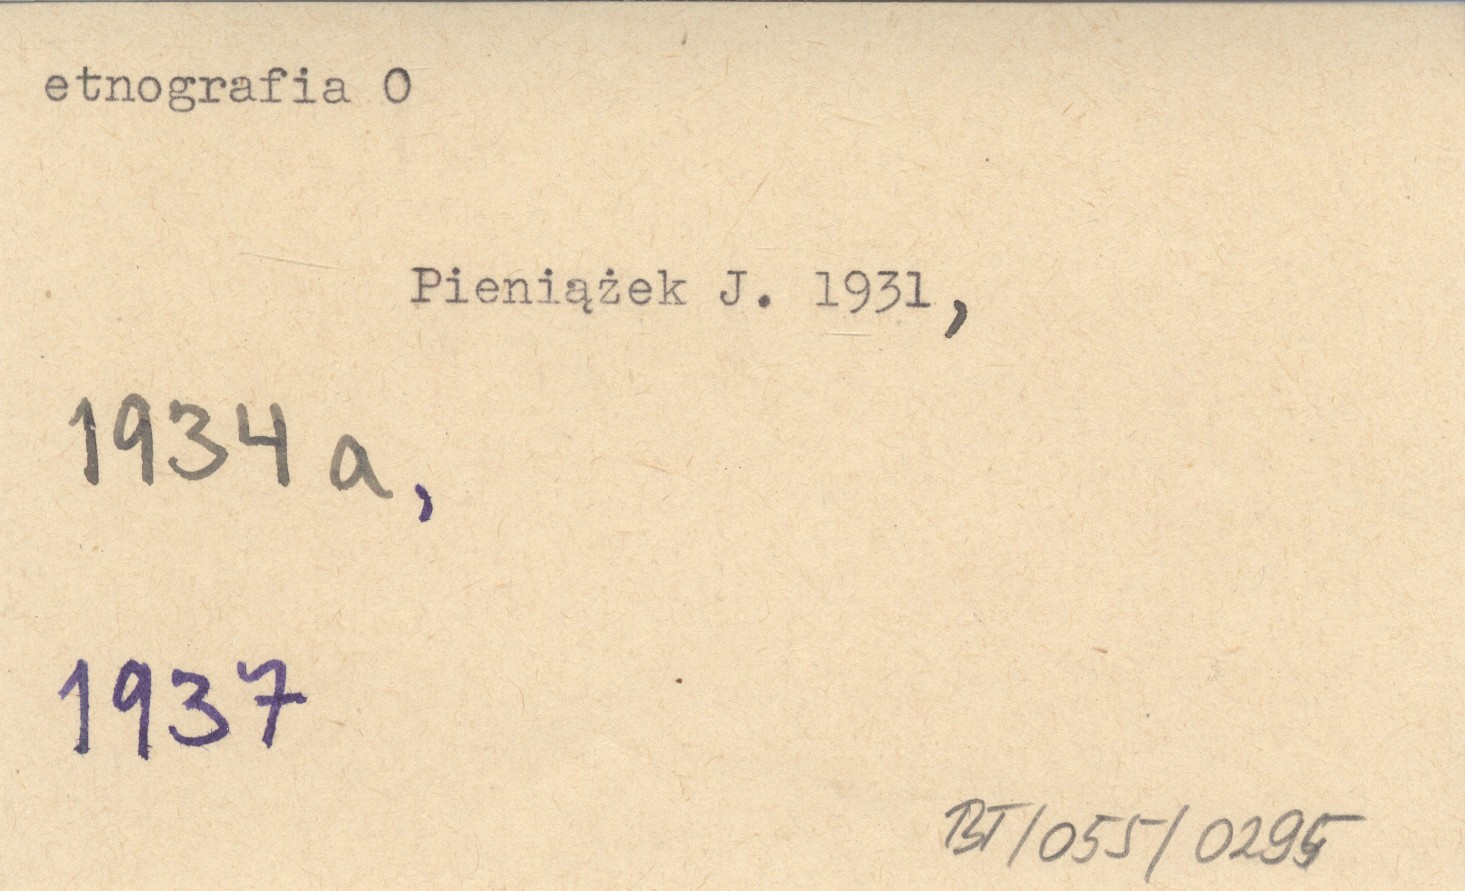 etnografia O
Pieniążek J. 1931,
1934 a,
1937
BT/055/0295